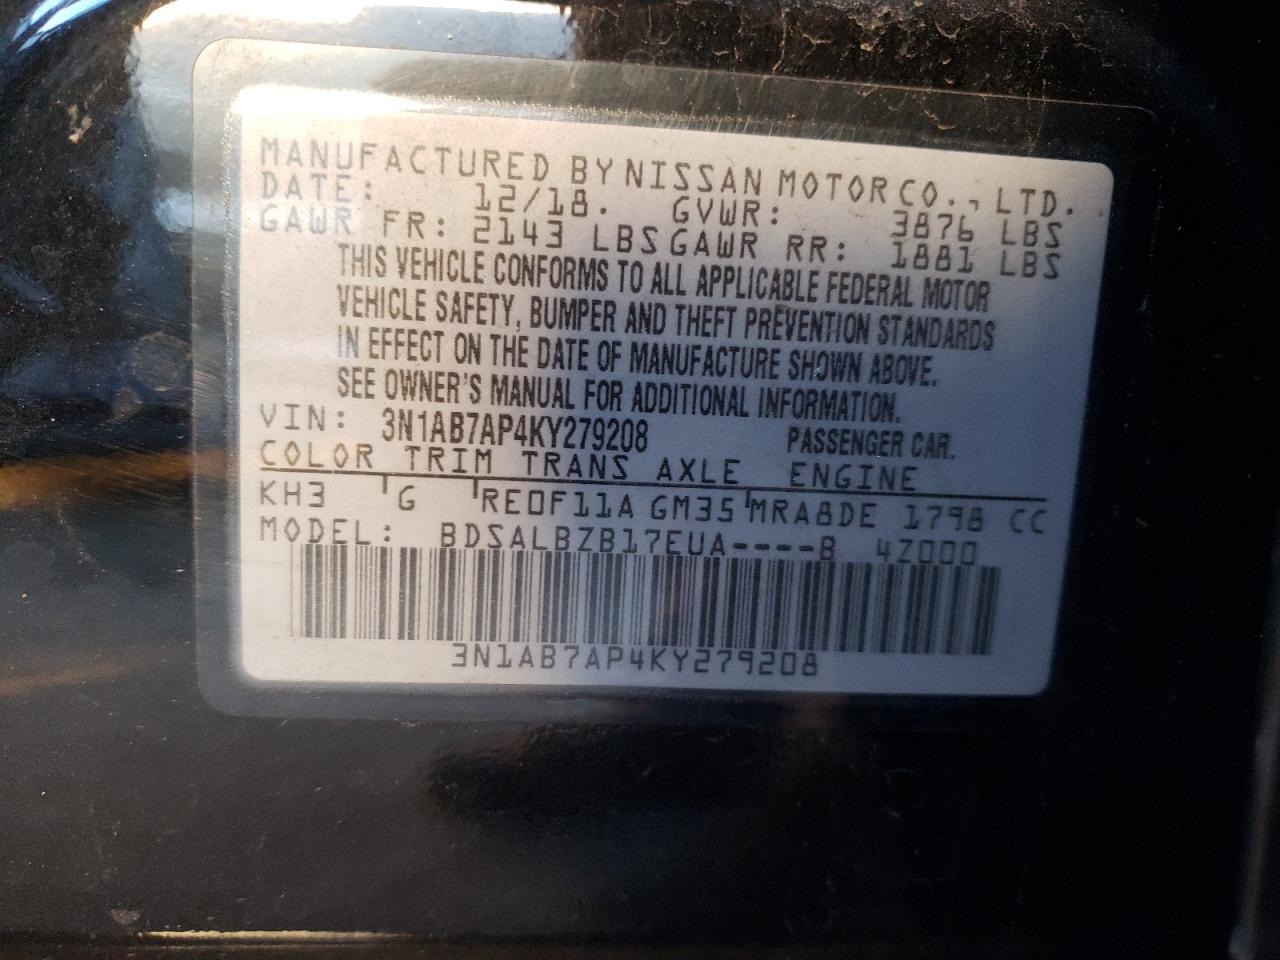 MANUFACTURED BY NISSAN MOTOR CO., LTD.
DATE: 12/18. GVWR: 3876 LBS
GAWR FR: 2143 LBS GAWR RR: 1881 LBS
THIS VEHICLE CONFORMS TO ALL APPLICABLE FEDERAL MOTOR
VEHICLE SAFETY, BUMPER AND THEFT PREVENTION STANDARDS
IN EFFECT ON THE DATE OF MANUFACTURE SHOWN ABOVE.
SEE OWNER'S MANUAL FOR ADDITIONAL INFORMATION.
VIN: 3N1AB7AP4KY279208 PASSENGER CAR.
COLOR TRIM TRANS AXLE ENGINE
KH3 G RE0F11A GM35 MRA8DE 1798 CC
MODEL: BDSALBZB17EUA----B 4Z000
3N1AB7AP4KY279208